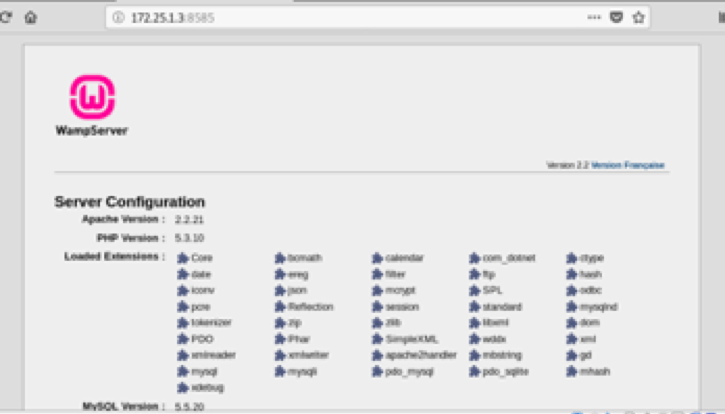 172.25.1.3:8585
WampServer
Version 2.2 Version Française
Server Configuration
Apache Version : 2.2.21
PHP Version : 5.3.10
Loaded Extensions : Core bcmath calendar com_dotnet ctype
date ereg filter ftp hash
iconv json mcrypt SPL odbc
pcre Reflection session standard mysqlnd
tokenizer zip zlib libxml dom
PDO Phar SimpleXML wddx xml
xmlreader xmlwriter apache2handler mbstring gd
mysql mysqli pdo_mysql pdo_sqlite mhash
xdebug
MySQL Version : 5.5.20